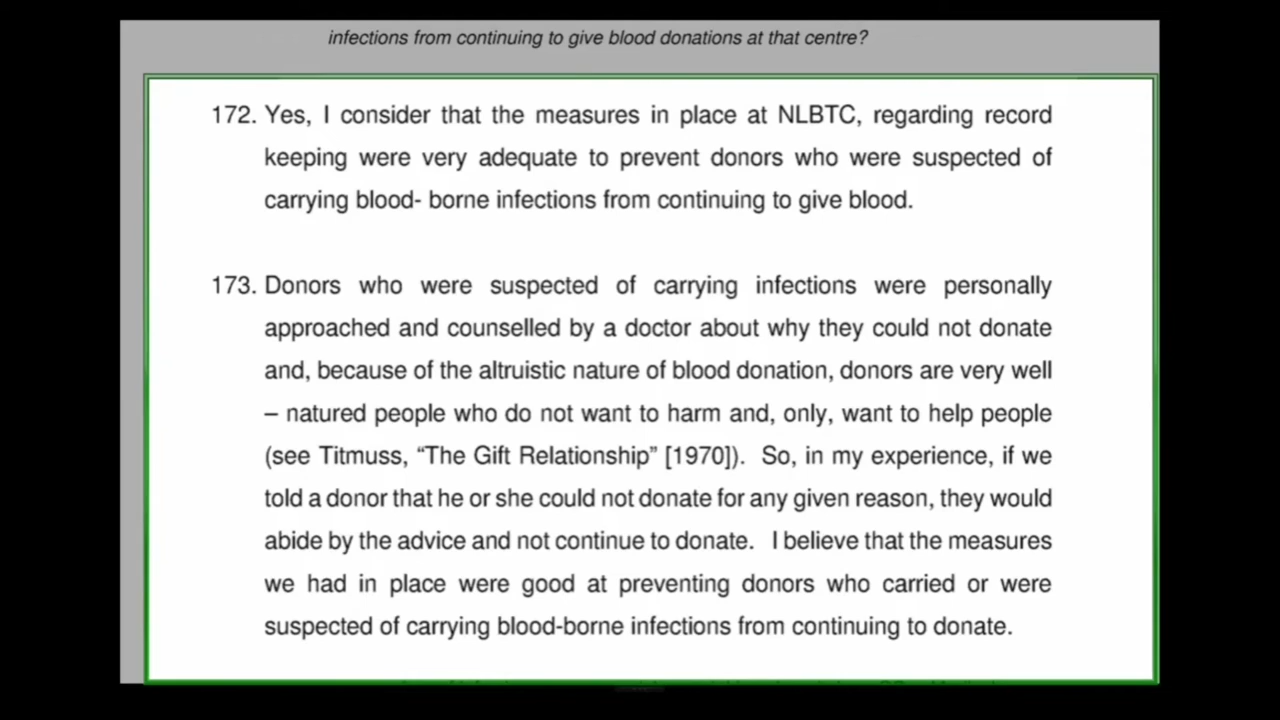 infections from continuing to give blood donations at that centre?
172. Yes, I consider that the measures in place at NLBTC, regarding record
keeping were very adequate to prevent donors who were suspected of
carrying blood- borne infections from continuing to give blood.
173. Donors who were suspected of carrying infections were personally
approached and counselled by a doctor about why they could not donate
and, because of the altruistic nature of blood donation, donors are very well
– natured people who do not want to harm and, only, want to help people
(see Titmuss, “The Gift Relationship” [1970]). So, in my experience, if we
told a donor that he or she could not donate for any given reason, they would
abide by the advice and not continue to donate. I believe that the measures
we had in place were good at preventing donors who carried or were
suspected of carrying blood-borne infections from continuing to donate.